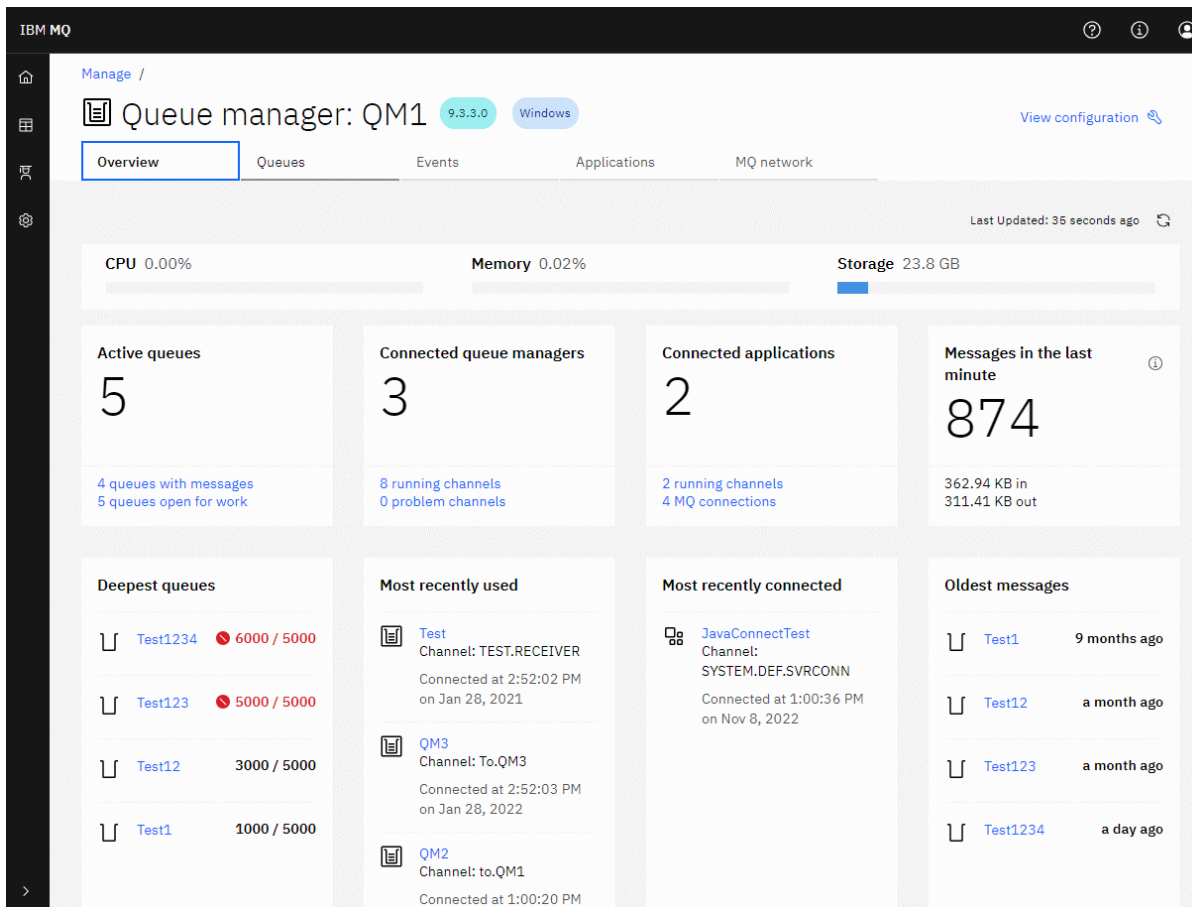 IBM MQ
Manage /
Queue manager: QM1 9.3.3.0 Windows
View configuration
Overview Queues Events Applications MQ network
Last Updated: 35 seconds ago
CPU 0.00% Memory 0.02% Storage 23.8 GB
Active queues
5
4 queues with messages
5 queues open for work
Connected queue managers
3
8 running channels
0 problem channels
Connected applications
2
2 running channels
4 MQ connections
Messages in the last
minute
874
362.94 KB in
311.41 KB out
Deepest queues
Test1234 6000 / 5000
Test123 5000 / 5000
Test12 3000 / 5000
Test1 1000 / 5000
Most recently used
Test
Channel: TEST.RECEIVER
Connected at 2:52:02 PM
on Jan 28, 2021
QM3
Channel: To.QM3
Connected at 2:52:03 PM
on Jan 28, 2022
QM2
Channel: to.QM1
Connected at 1:00:20 PM
Most recently connected
JavaConnectTest
Channel:
SYSTEM.DEF.SVRCONN
Connected at 1:00:36 PM
on Nov 8, 2022
Oldest messages
Test1 9 months ago
Test12 a month ago
Test123 a month ago
Test1234 a day ago